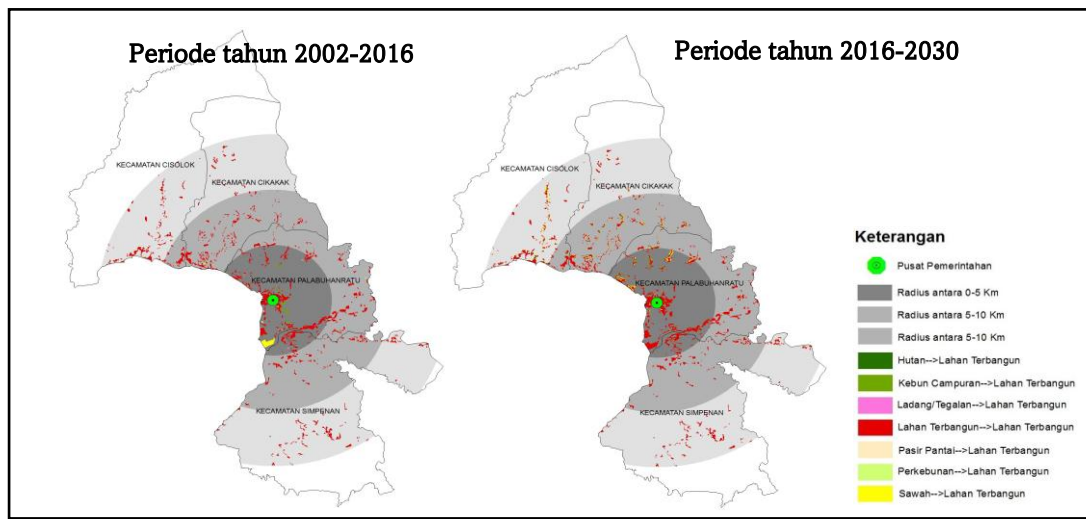 Periode tahun 2002-2016
Periode tahun 2016-2030
KECAMATAN CISOLOK
KECAMATAN CIKAKAK
KECAMATAN PALABUHANRATU
KECAMATAN SIMPENAN
KECAMATAN CISOLOK
KECAMATAN CIKAKAK
KECAMATAN PALABUHANRATU
KECAMATAN SIMPENAN
Keterangan
Pusat Pemerintahan
Radius antara 0-5 Km
Radius antara 5-10 Km
Radius antara 5-10 Km
Hutan-->Lahan Terbangun
Kebun Campuran-->Lahan Terbangun
Ladang/Tegalan-->Lahan Terbangun
Lahan Terbangun-->Lahan Terbangun
Pasir Pantai-->Lahan Terbangun
Perkebunan-->Lahan Terbangun
Sawah-->Lahan Terbangun